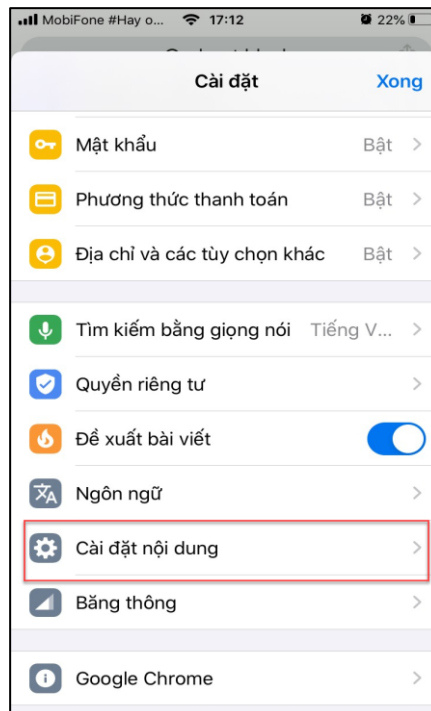 MobiFone #Hay o... 17:12 22%
Cài đặt Xong
Mật khẩu Bật
Phương thức thanh toán Bật
Địa chỉ và các tùy chọn khác Bật
Tìm kiếm bằng giọng nói Tiếng V...
Quyền riêng tư
Đề xuất bài viết
Ngôn ngữ
Cài đặt nội dung
Băng thông
Google Chrome